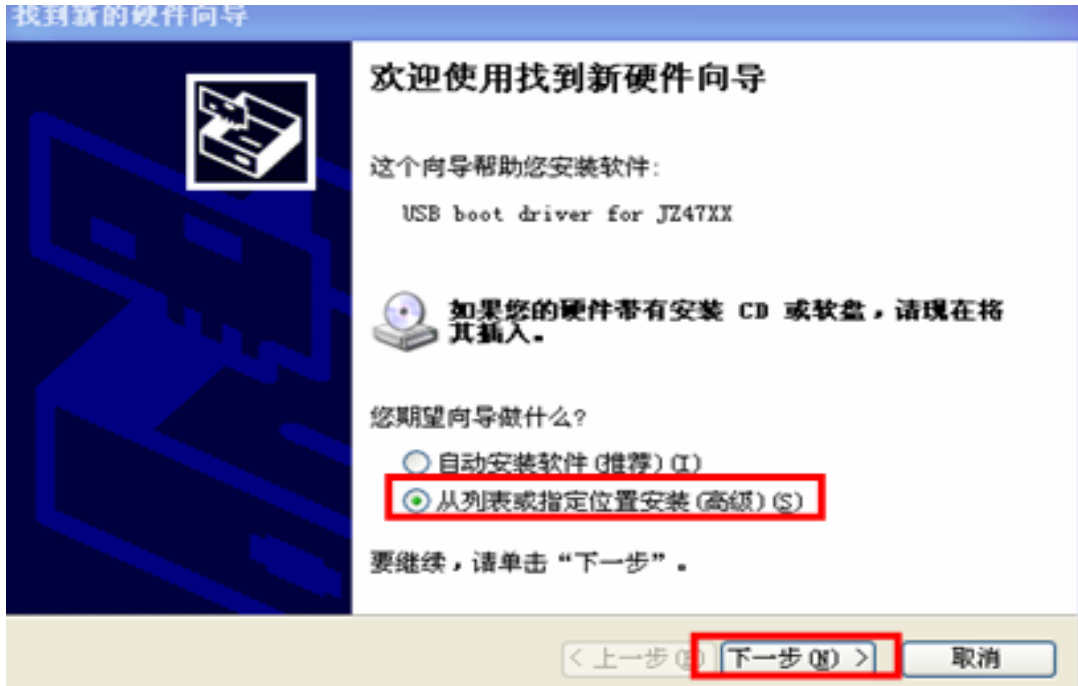 找到新的硬件向导
欢迎使用找到新硬件向导
这个向导帮助您安装软件:
USB boot driver for JZ47XX
如果您的硬件带有安装 CD 或软盘，请现在将
其插入。
您期望向导做什么?
自动安装软件(推荐)(I)
从列表或指定位置安装(高级)(S)
要继续，请单击“下一步”。
< 上一步(B)
下一步(N) >
取消